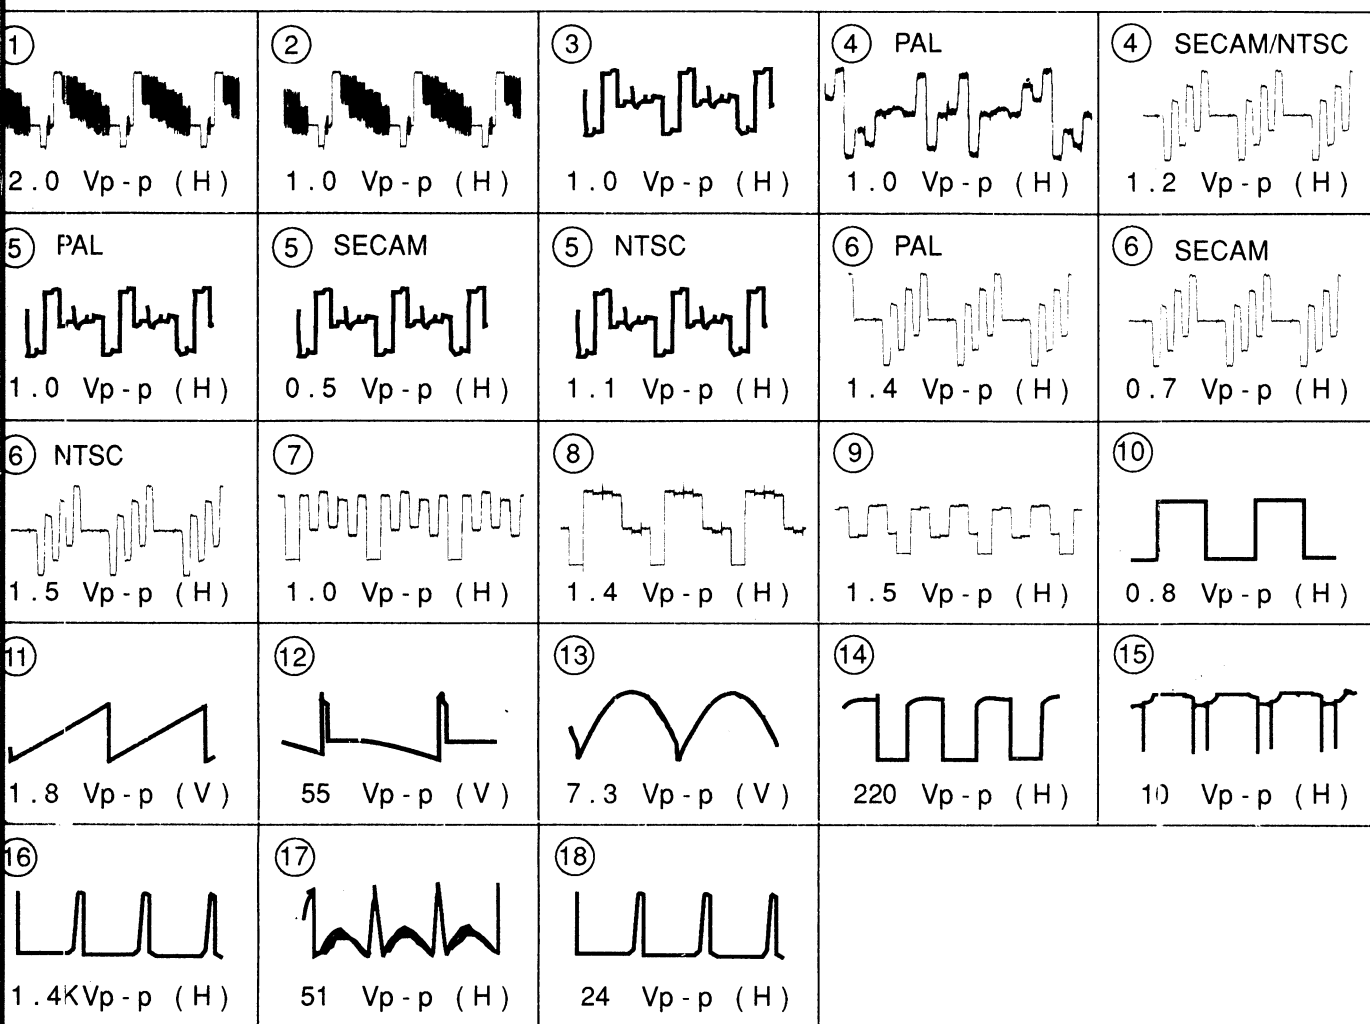 ① ② ③ ④ PAL ④ SECAM/NTSC
2.0 Vp-p (H) 1.0 Vp-p (H) 1.0 Vp-p (H) 1.0 Vp-p (H) 1.2 Vp-p (H)
⑤ PAL ⑤ SECAM ⑤ NTSC ⑥ PAL ⑥ SECAM
1.0 Vp-p (H) 0.5 Vp-p (H) 1.1 Vp-p (H) 1.4 Vp-p (H) 0.7 Vp-p (H)
⑥ NTSC ⑦ ⑧ ⑨ ⑩
1.5 Vp-p (H) 1.0 Vp-p (H) 1.4 Vp-p (H) 1.5 Vp-p (H) 0.8 Vp-p (H)
⑪ ⑫ ⑬ ⑭ ⑮
1.8 Vp-p (V) 55 Vp-p (V) 7.3 Vp-p (V) 220 Vp-p (H) 10 Vp-p (H)
⑯ ⑰ ⑱
1.4KVp-p (H) 51 Vp-p (H) 24 Vp-p (H)